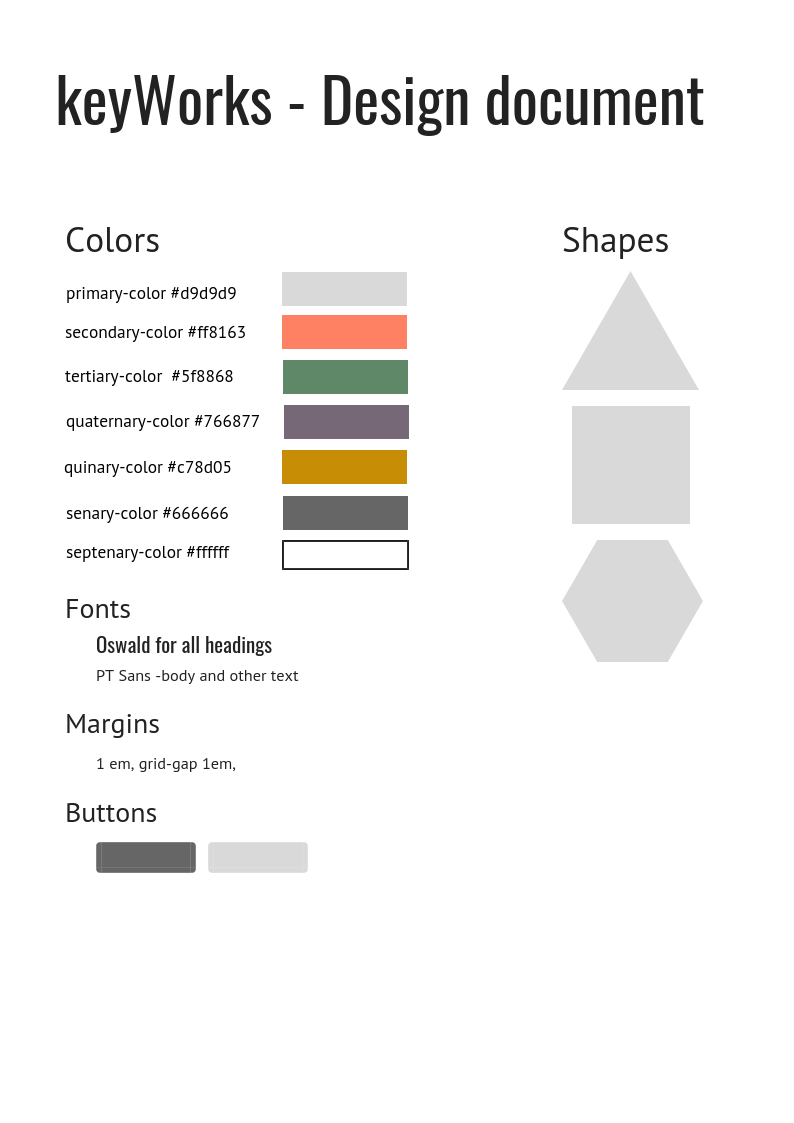 keyWorks - Design document
Colors
primary-color #d9d9d9
secondary-color #ff8163
tertiary-color  #5f8868
quaternary-color #766877
quinary-color #c78d05
senary-color #666666
septenary-color #ffffff
Fonts
Oswald for all headings
PT Sans -body and other text
Margins
1 em, grid-gap 1em,
Buttons
Shapes